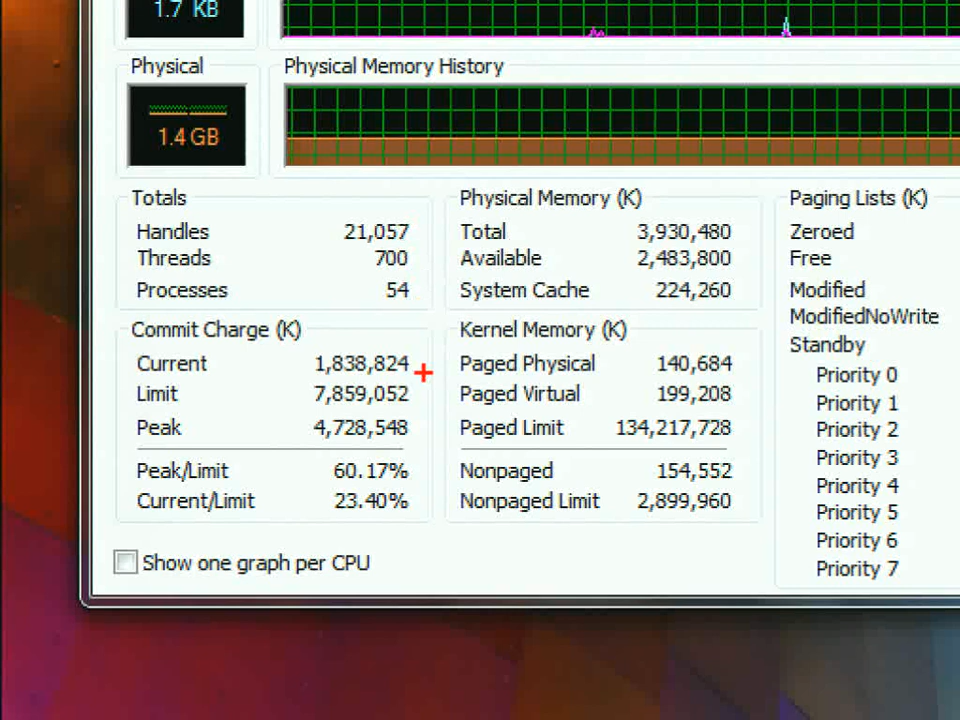 1.7 KB
Physical
Physical Memory History
1.4 GB
Totals
Handles 21,057
Threads 700
Processes 54
Physical Memory (K)
Total 3,930,480
Available 2,483,800
System Cache 224,260
Paging Lists (K)
Zeroed
Free
Modified
ModifiedNoWrite
Standby
Priority 0
Priority 1
Priority 2
Priority 3
Priority 4
Priority 5
Priority 6
Priority 7
Commit Charge (K)
Current 1,838,824
Limit 7,859,052
Peak 4,728,548
Peak/Limit 60.17%
Current/Limit 23.40%
Kernel Memory (K)
Paged Physical 140,684
Paged Virtual 199,208
Paged Limit 134,217,728
Nonpaged 154,552
Nonpaged Limit 2,899,960
Show one graph per CPU